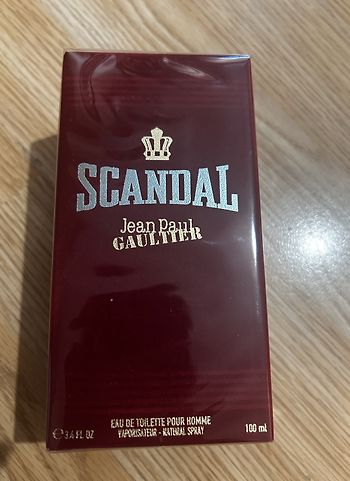 SCANDAL
Jean Paul
GAULTIER
EAU DE TOILETTE POUR HOMME
VAPORISATEUR - NATURAL SPRAY
℮ 3.4 FL OZ
100 ml